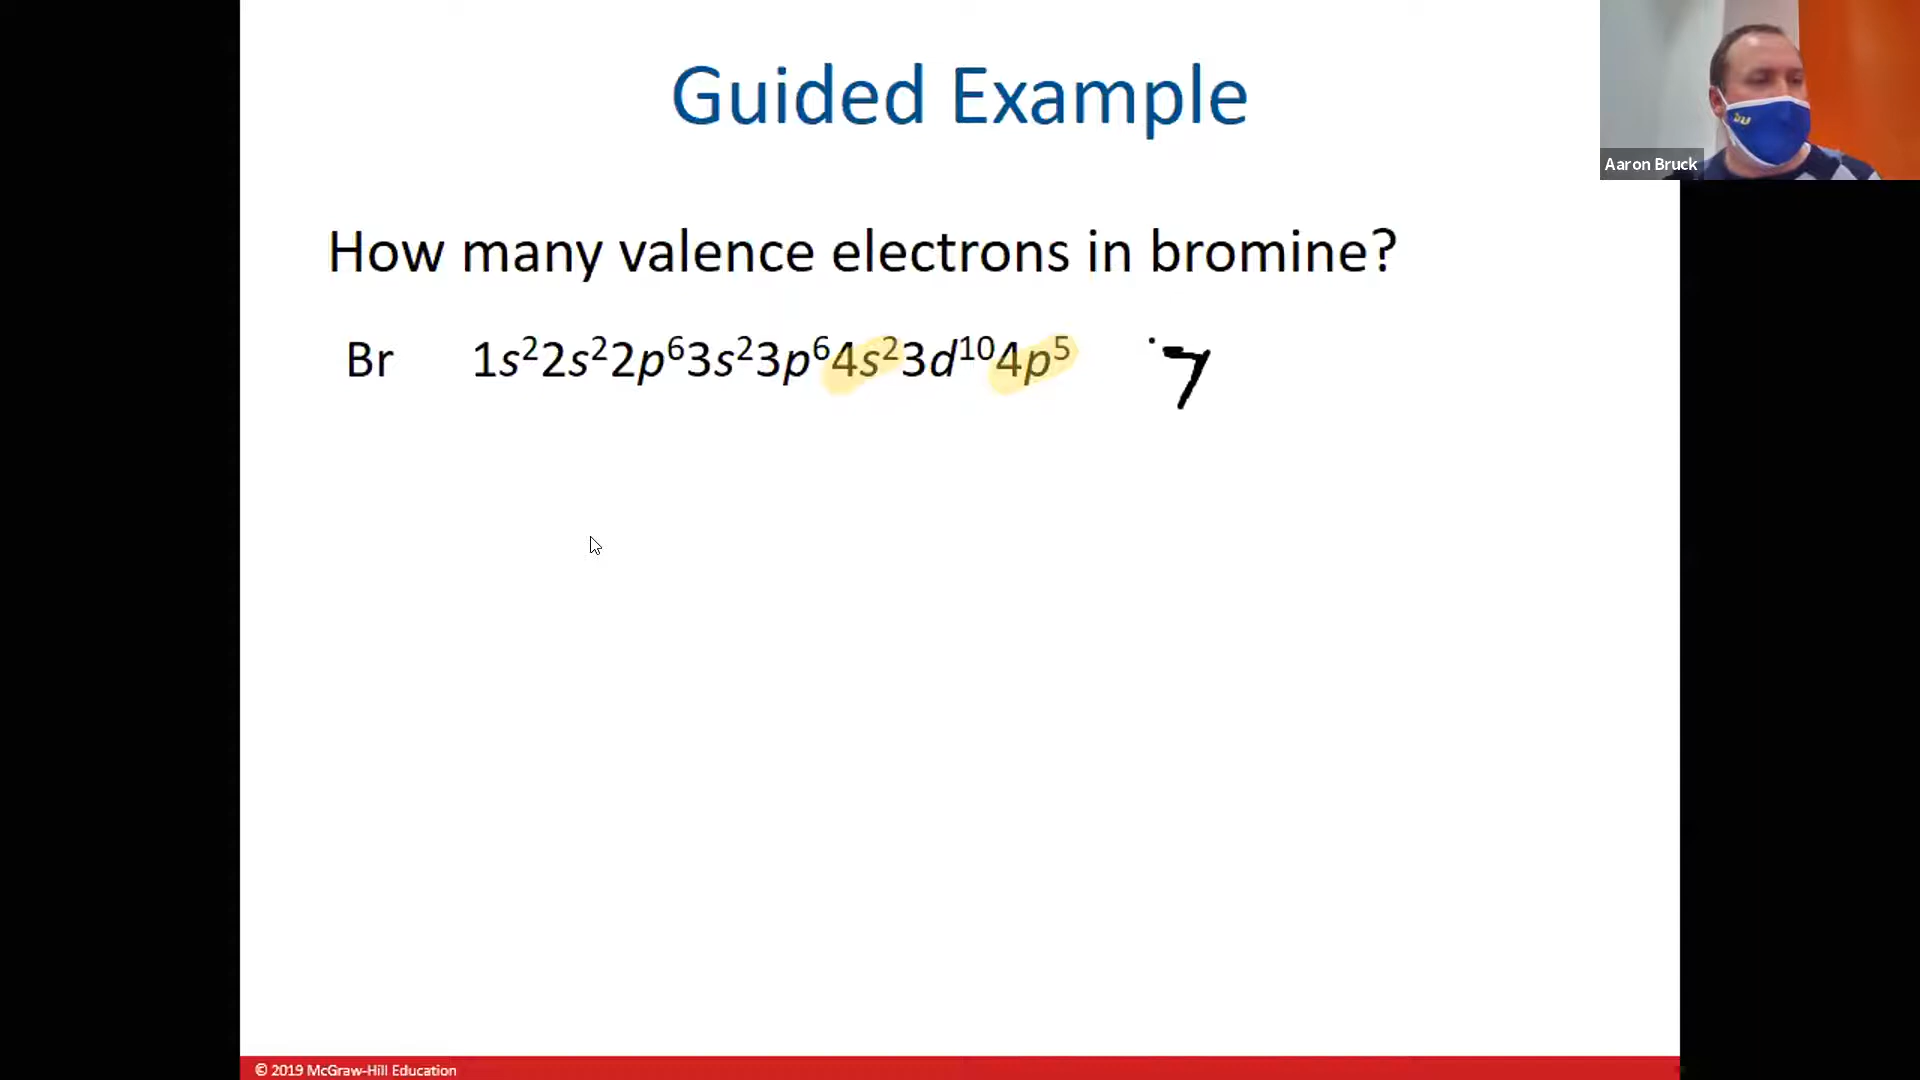 Guided Example
Aaron Bruck
How many valence electrons in bromine?
Br 1s²2s²2p⁶3s²3p⁶4s²3d¹⁰4p⁵ 7
© 2019 McGraw-Hill Education